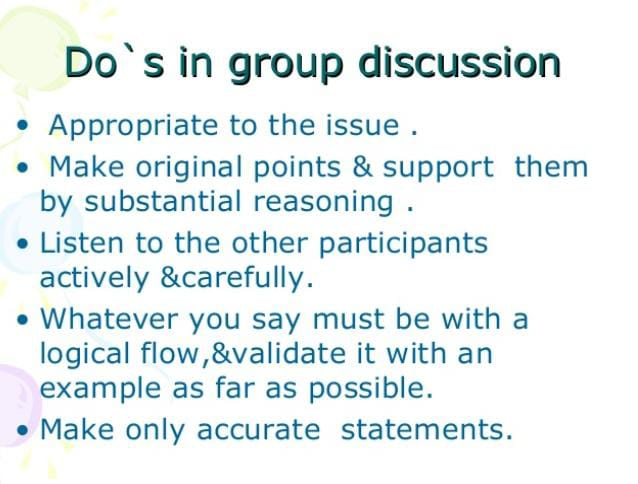 Do`s in group discussion
• Appropriate to the issue .
• Make original points & support them
by substantial reasoning .
• Listen to the other participants
actively &carefully.
• Whatever you say must be with a
logical flow,&validate it with an
example as far as possible.
• Make only accurate statements.